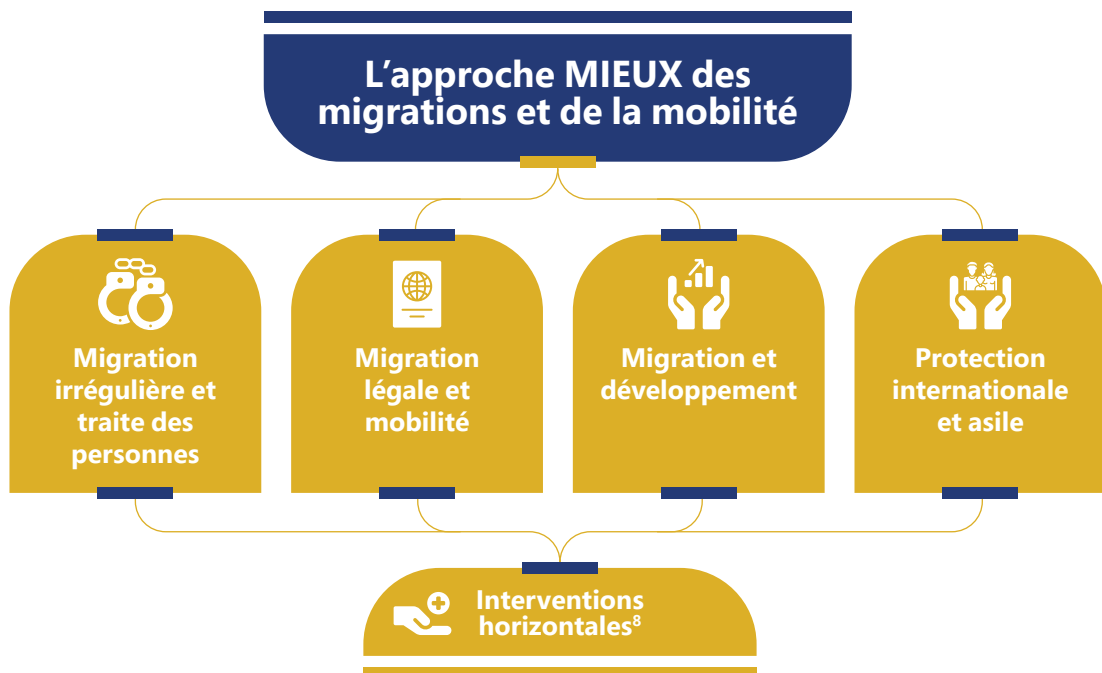 L’approche MIEUX des
migrations et de la mobilité
Migration
irrégulière et
traite des
personnes
Migration
légale et
mobilité
Migration et
développement
Protection
internationale
et asile
Interventions
horizontales⁸